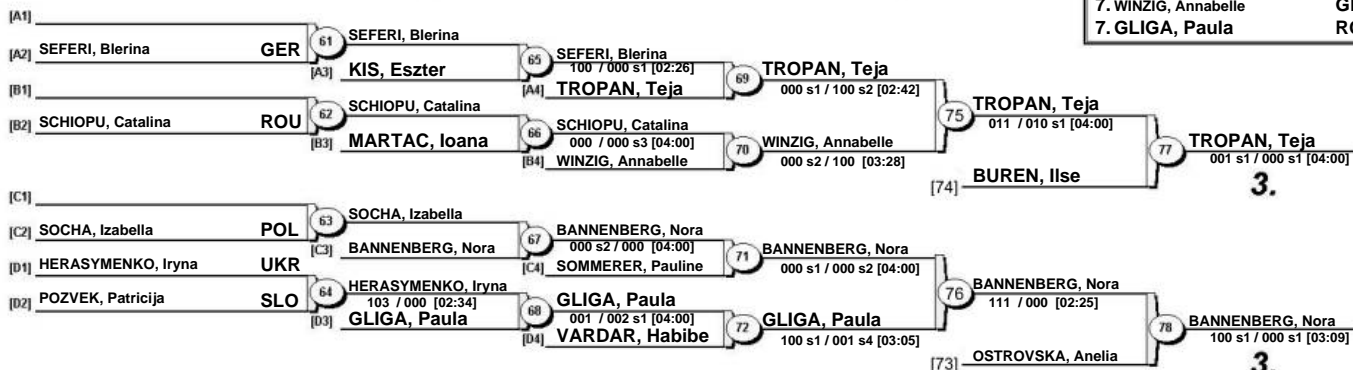 7. WINZIG, Annabelle
7. GLIGA, Paula
[A1]
[A2] SEFERI, Blerina GER
61 SEFERI, Blerina
[A3] KIS, Eszter
65 SEFERI, Blerina
100 / 000 s1 [02:26]
[A4] TROPAN, Teja
69 TROPAN, Teja
000 s1 / 100 s2 [02:42]
[B1]
[B2] SCHIOPU, Catalina ROU
62 SCHIOPU, Catalina
[B3] MARTAC, Ioana
66 SCHIOPU, Catalina
000 / 000 s3 [04:00]
[B4] WINZIG, Annabelle
70 WINZIG, Annabelle
000 s2 / 100 [03:28]
75 TROPAN, Teja
011 / 010 s1 [04:00]
[74] BUREN, Ilse
77 TROPAN, Teja
001 s1 / 000 s1 [04:00]
3.
[C1]
[C2] SOCHA, Izabella POL
63 SOCHA, Izabella
[C3] BANNENBERG, Nora
67 BANNENBERG, Nora
000 s2 / 000 [04:00]
[C4] SOMMERER, Pauline
71 BANNENBERG, Nora
000 s1 / 000 s2 [04:00]
[D1] HERASYMENKO, Iryna UKR
[D2] POZVEK, Patricija SLO
64 HERASYMENKO, Iryna
103 / 000 [02:34]
[D3] GLIGA, Paula
68 GLIGA, Paula
001 / 002 s1 [04:00]
[D4] VARDAR, Habibe
72 GLIGA, Paula
100 s1 / 001 s4 [03:05]
76 BANNENBERG, Nora
111 / 000 [02:25]
[73] OSTROVSKA, Anelia
78 BANNENBERG, Nora
100 s1 / 000 s1 [03:09]
3.